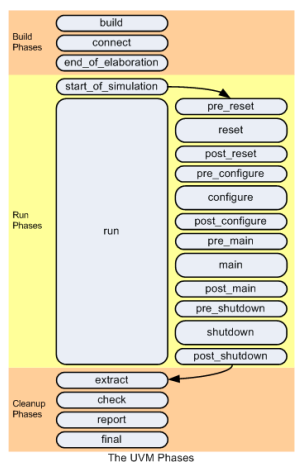 Build
Phases
build
connect
end_of_elaboration
Run
Phases
start_of_simulation
run
pre_reset
reset
post_reset
pre_configure
configure
post_configure
pre_main
main
post_main
pre_shutdown
shutdown
post_shutdown
Cleanup
Phases
extract
check
report
final
The UVM Phases